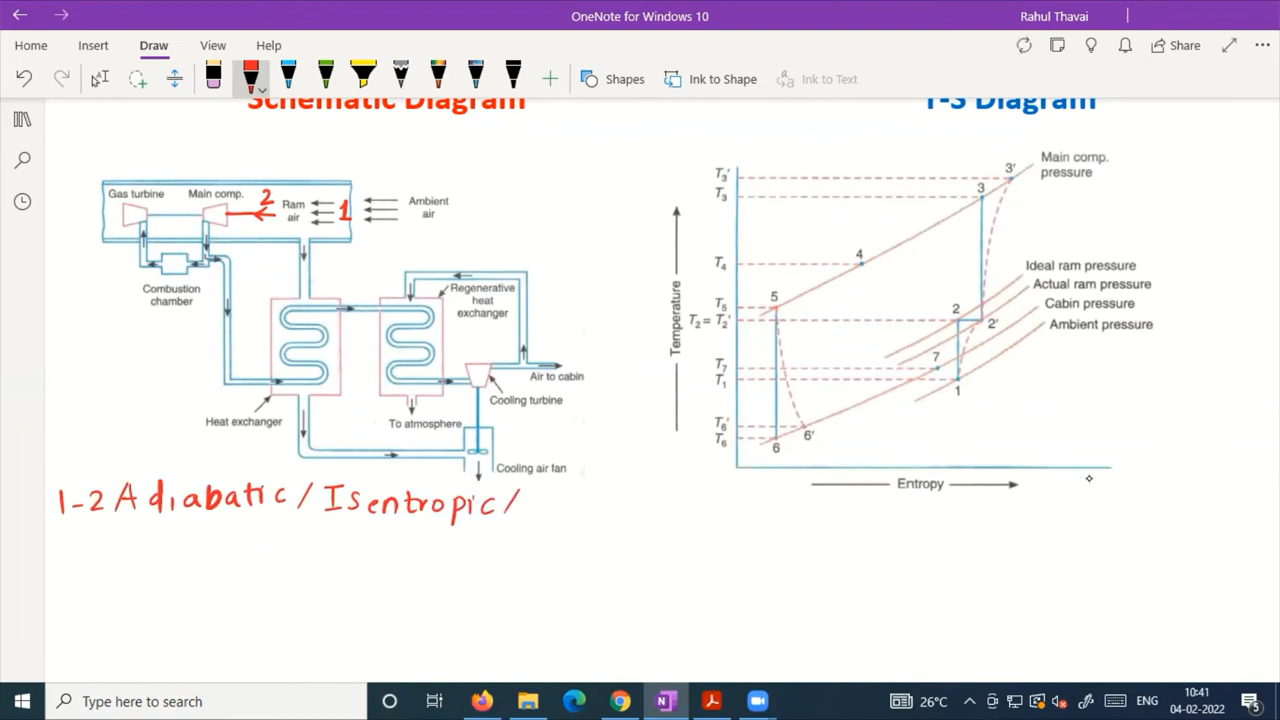 OneNote for Windows 10
Rahul Thavai
Home Insert Draw View Help
Share
Shapes
Ink to Shape
Ink to Text
Schematic Diagram
T-S Diagram
Gas turbine
Main comp.
2
Ram
air
1
Ambient
air
Combustion
chamber
Regenerative
heat
exchanger
Air to cabin
Cooling turbine
Heat exchanger
To atmosphere
Cooling air fan
1-2 Adiabatic / Isentropic /
Main comp.
pressure
Ideal ram pressure
Actual ram pressure
Cabin pressure
Ambient pressure
T3'
T3
T4
T5
T2 = T2'
T7
T1
T6'
T6
3'
3
4
5
2
2'
7
1
6'
6
Temperature
Entropy
Type here to search
26°C
ENG
10:41
04-02-2022
5